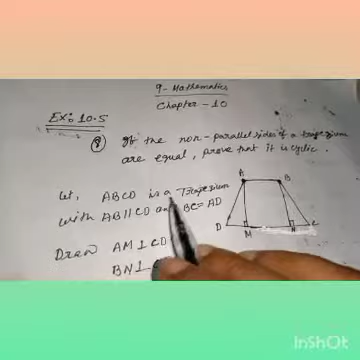 9- Mathematics
Chapter - 10
Ex: 10.5
8 If the non-parallel sides of a trapezium
are equal, prove that it is cyclic.
Let, ABCD is a Trapezium
with AB||CD and BC = AD
Draw AM⊥CD
BN⊥
A B
D M N C
InShot